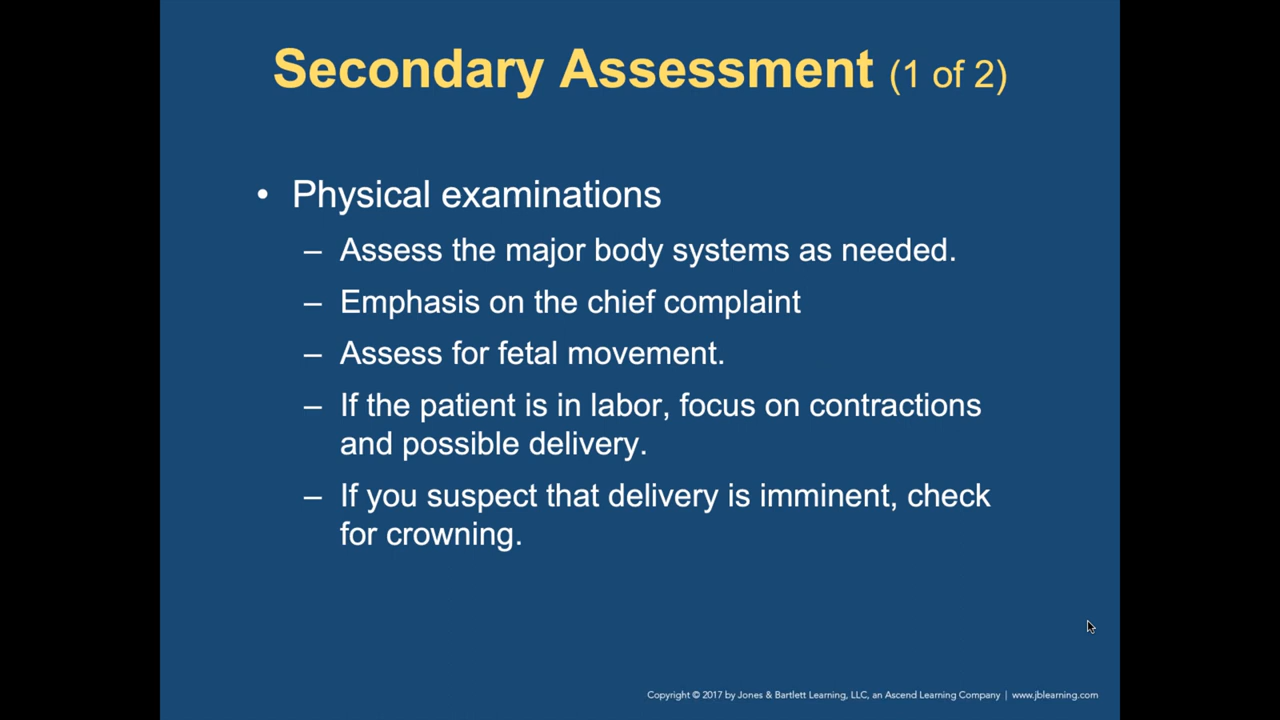 Secondary Assessment (1 of 2)
• Physical examinations
– Assess the major body systems as needed.
– Emphasis on the chief complaint
– Assess for fetal movement.
– If the patient is in labor, focus on contractions
and possible delivery.
– If you suspect that delivery is imminent, check
for crowning.
Copyright © 2017 by Jones & Bartlett Learning, LLC, an Ascend Learning Company | www.jblearning.com